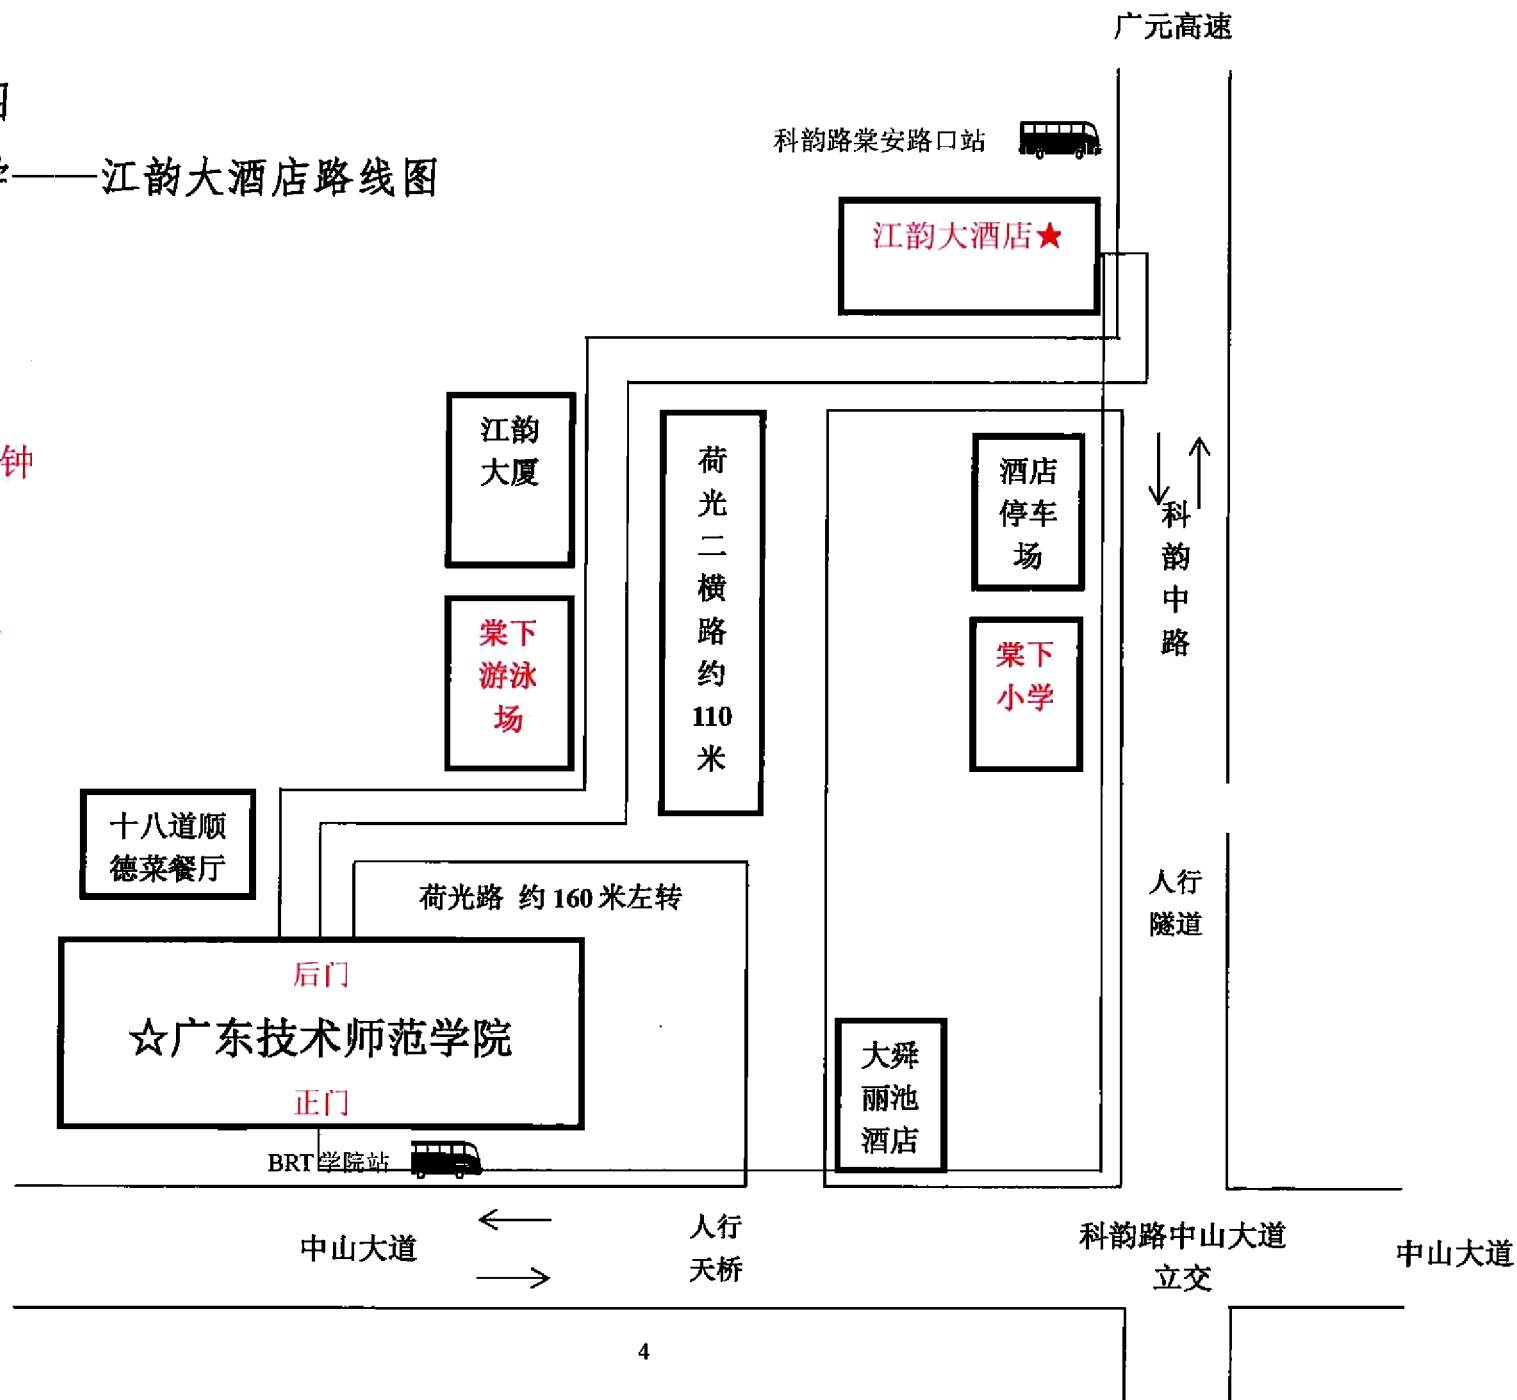 广元高速
科韵路棠安路口站
——江韵大酒店路线图
江韵大酒店★
江韵
大厦
荷
光
二
横
路
约
110
米
酒店
停车
场
钟
科
韵
中
路
棠下
游泳
场
棠下
小学
十八道顺
德菜餐厅
荷光路 约 160 米左转
人行
隧道
后门
☆广东技术师范学院
正门
大舜
丽池
酒店
BRT 学院站
中山大道
人行
天桥
科韵路中山大道
立交
中山大道
4